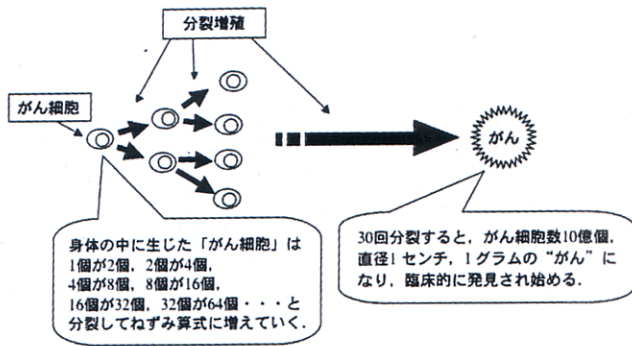 分裂増殖
がん細胞
がん
身体の中に生じた「がん細胞」は
1個が2個，2個が4個，
4個が8個，8個が16個，
16個が32個，32個が64個・・・と
分裂してねずみ算式に増えていく．
30回分裂すると，がん細胞数10億個，
直径1センチ，1グラムの“がん”に
なり，臨床的に発見され始める．